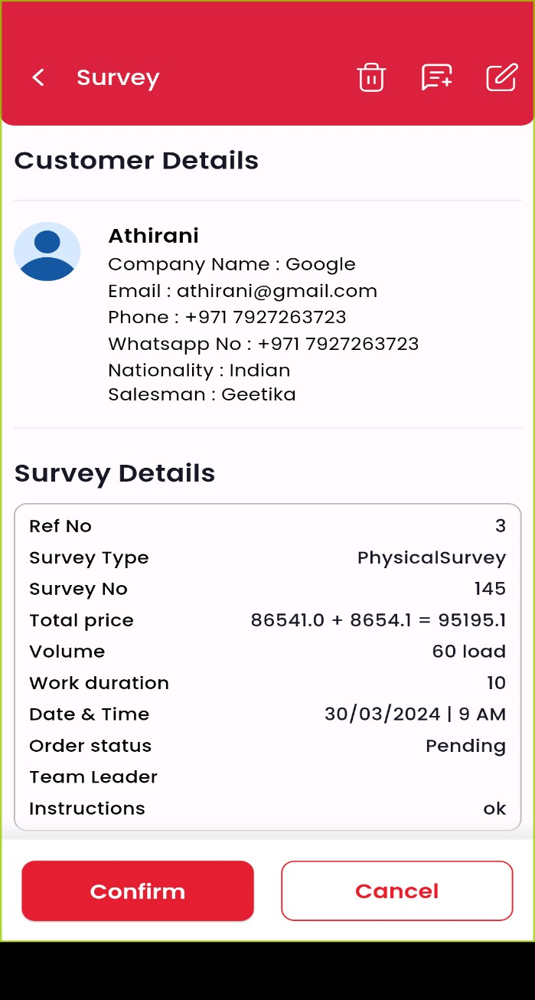 Survey
Customer Details
Athirani
Company Name : Google
Email : athirani@gmail.com
Phone : +971 7927263723
Whatsapp No : +971 7927263723
Nationality : Indian
Salesman : Geetika
Survey Details
Ref No 3
Survey Type PhysicalSurvey
Survey No 145
Total price 86541.0 + 8654.1 = 95195.1
Volume 60 load
Work duration 10
Date & Time 30/03/2024 | 9 AM
Order status Pending
Team Leader
Instructions ok
Confirm Cancel